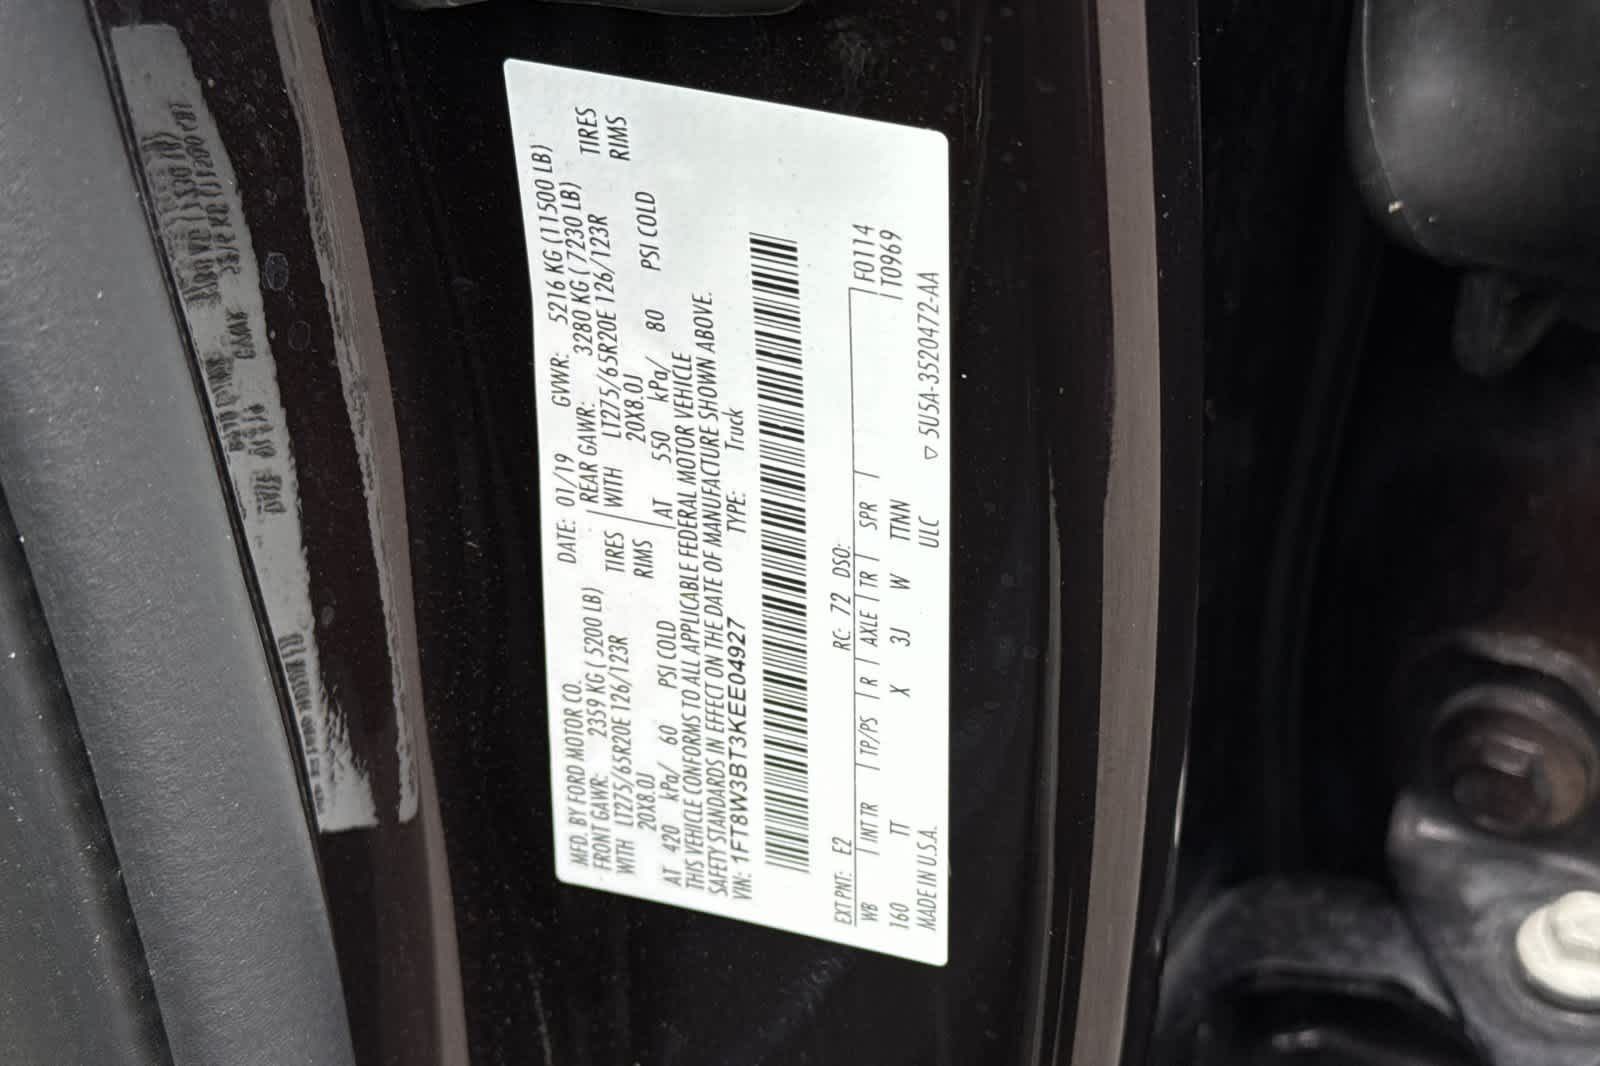 MFD. BY FORD MOTOR CO. DATE: 01/19 GVWR: 5216 KG (11500 LB)
FRONT GAWR: 2359 KG (5200 LB) REAR GAWR: 3280 KG (7230 LB)
WITH LT275/65R20E 126/123R TIRES WITH LT275/65R20E 126/123R TIRES
20X8.0J RIMS 20X8.0J RIMS
AT 420 kPa/ 60 PSI COLD AT 550 kPa/ 80 PSI COLD
THIS VEHICLE CONFORMS TO ALL APPLICABLE FEDERAL MOTOR VEHICLE
SAFETY STANDARDS IN EFFECT ON THE DATE OF MANUFACTURE SHOWN ABOVE.
VIN: 1FT8W3BT3KEE04927 TYPE: Truck
EXT PNT: E2 RC: 72 DSO: F0114
WB INT TR TP/PS R AXLE TR SPR T0969
160 TT X 3J W TTNN
MADE IN U.S.A. ULC ▽ 5U5A-3520472-AA